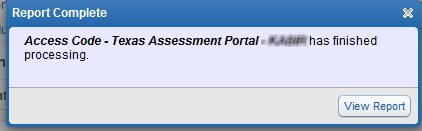 Report Complete
Access Code - Texas Assessment Portal - has finished
processing.
View Report